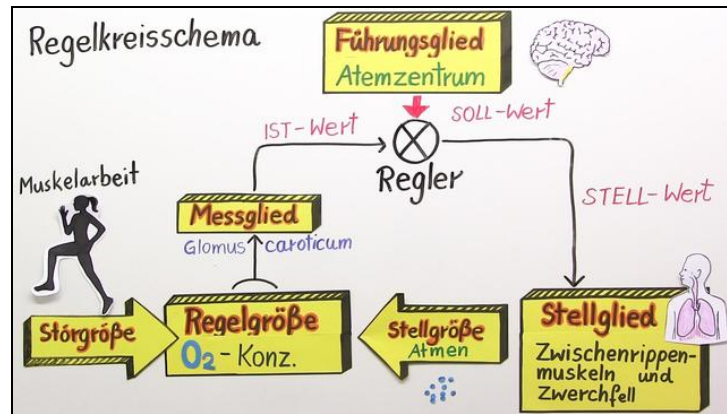 Regelkreisschema
Führungsglied
Atemzentrum
IST-Wert
SOLL-Wert
Regler
Muskelarbeit
Messglied
Glomus caroticum
STELL-Wert
Störgröße
Regelgröße
O₂-Konz.
Stellgröße
Atmen
Stellglied
Zwischenrippen-
muskeln und
Zwerchfell